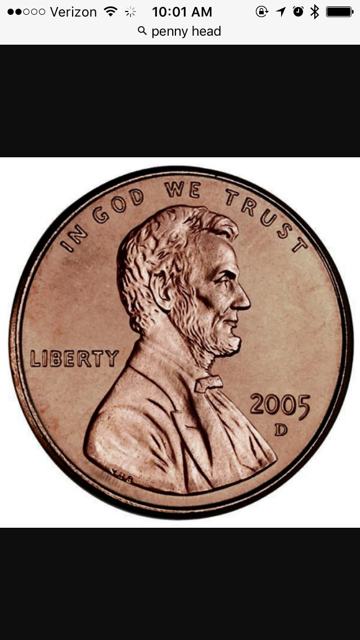 Verizon 10:01 AM
penny head
IN GOD WE TRUST
LIBERTY
2005
D